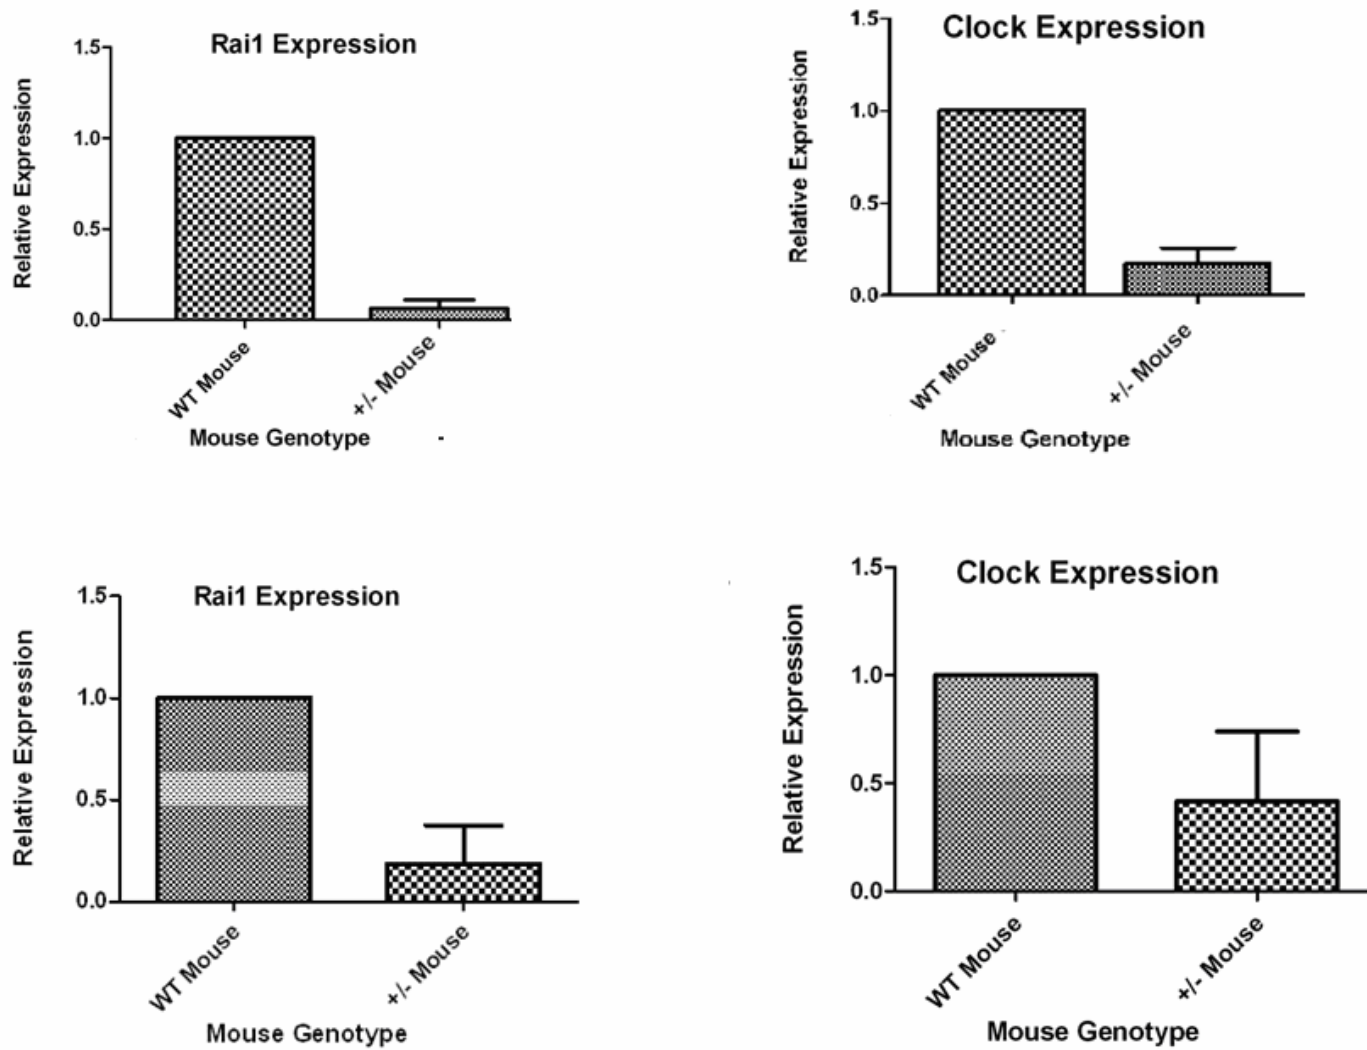 Rai1 Expression
Relative Expression
1.5
1.0
0.5
0.0
WT Mouse
+/- Mouse
Mouse Genotype
Clock Expression
Relative Expression
1.5
1.0
0.5
0.0
WT Mouse
+/- Mouse
Mouse Genotype
Rai1 Expression
Relative Expression
1.5
1.0
0.5
0.0
WT Mouse
+/- Mouse
Mouse Genotype
Clock Expression
Relative Expression
1.5
1.0
0.5
0.0
WT Mouse
+/- Mouse
Mouse Genotype